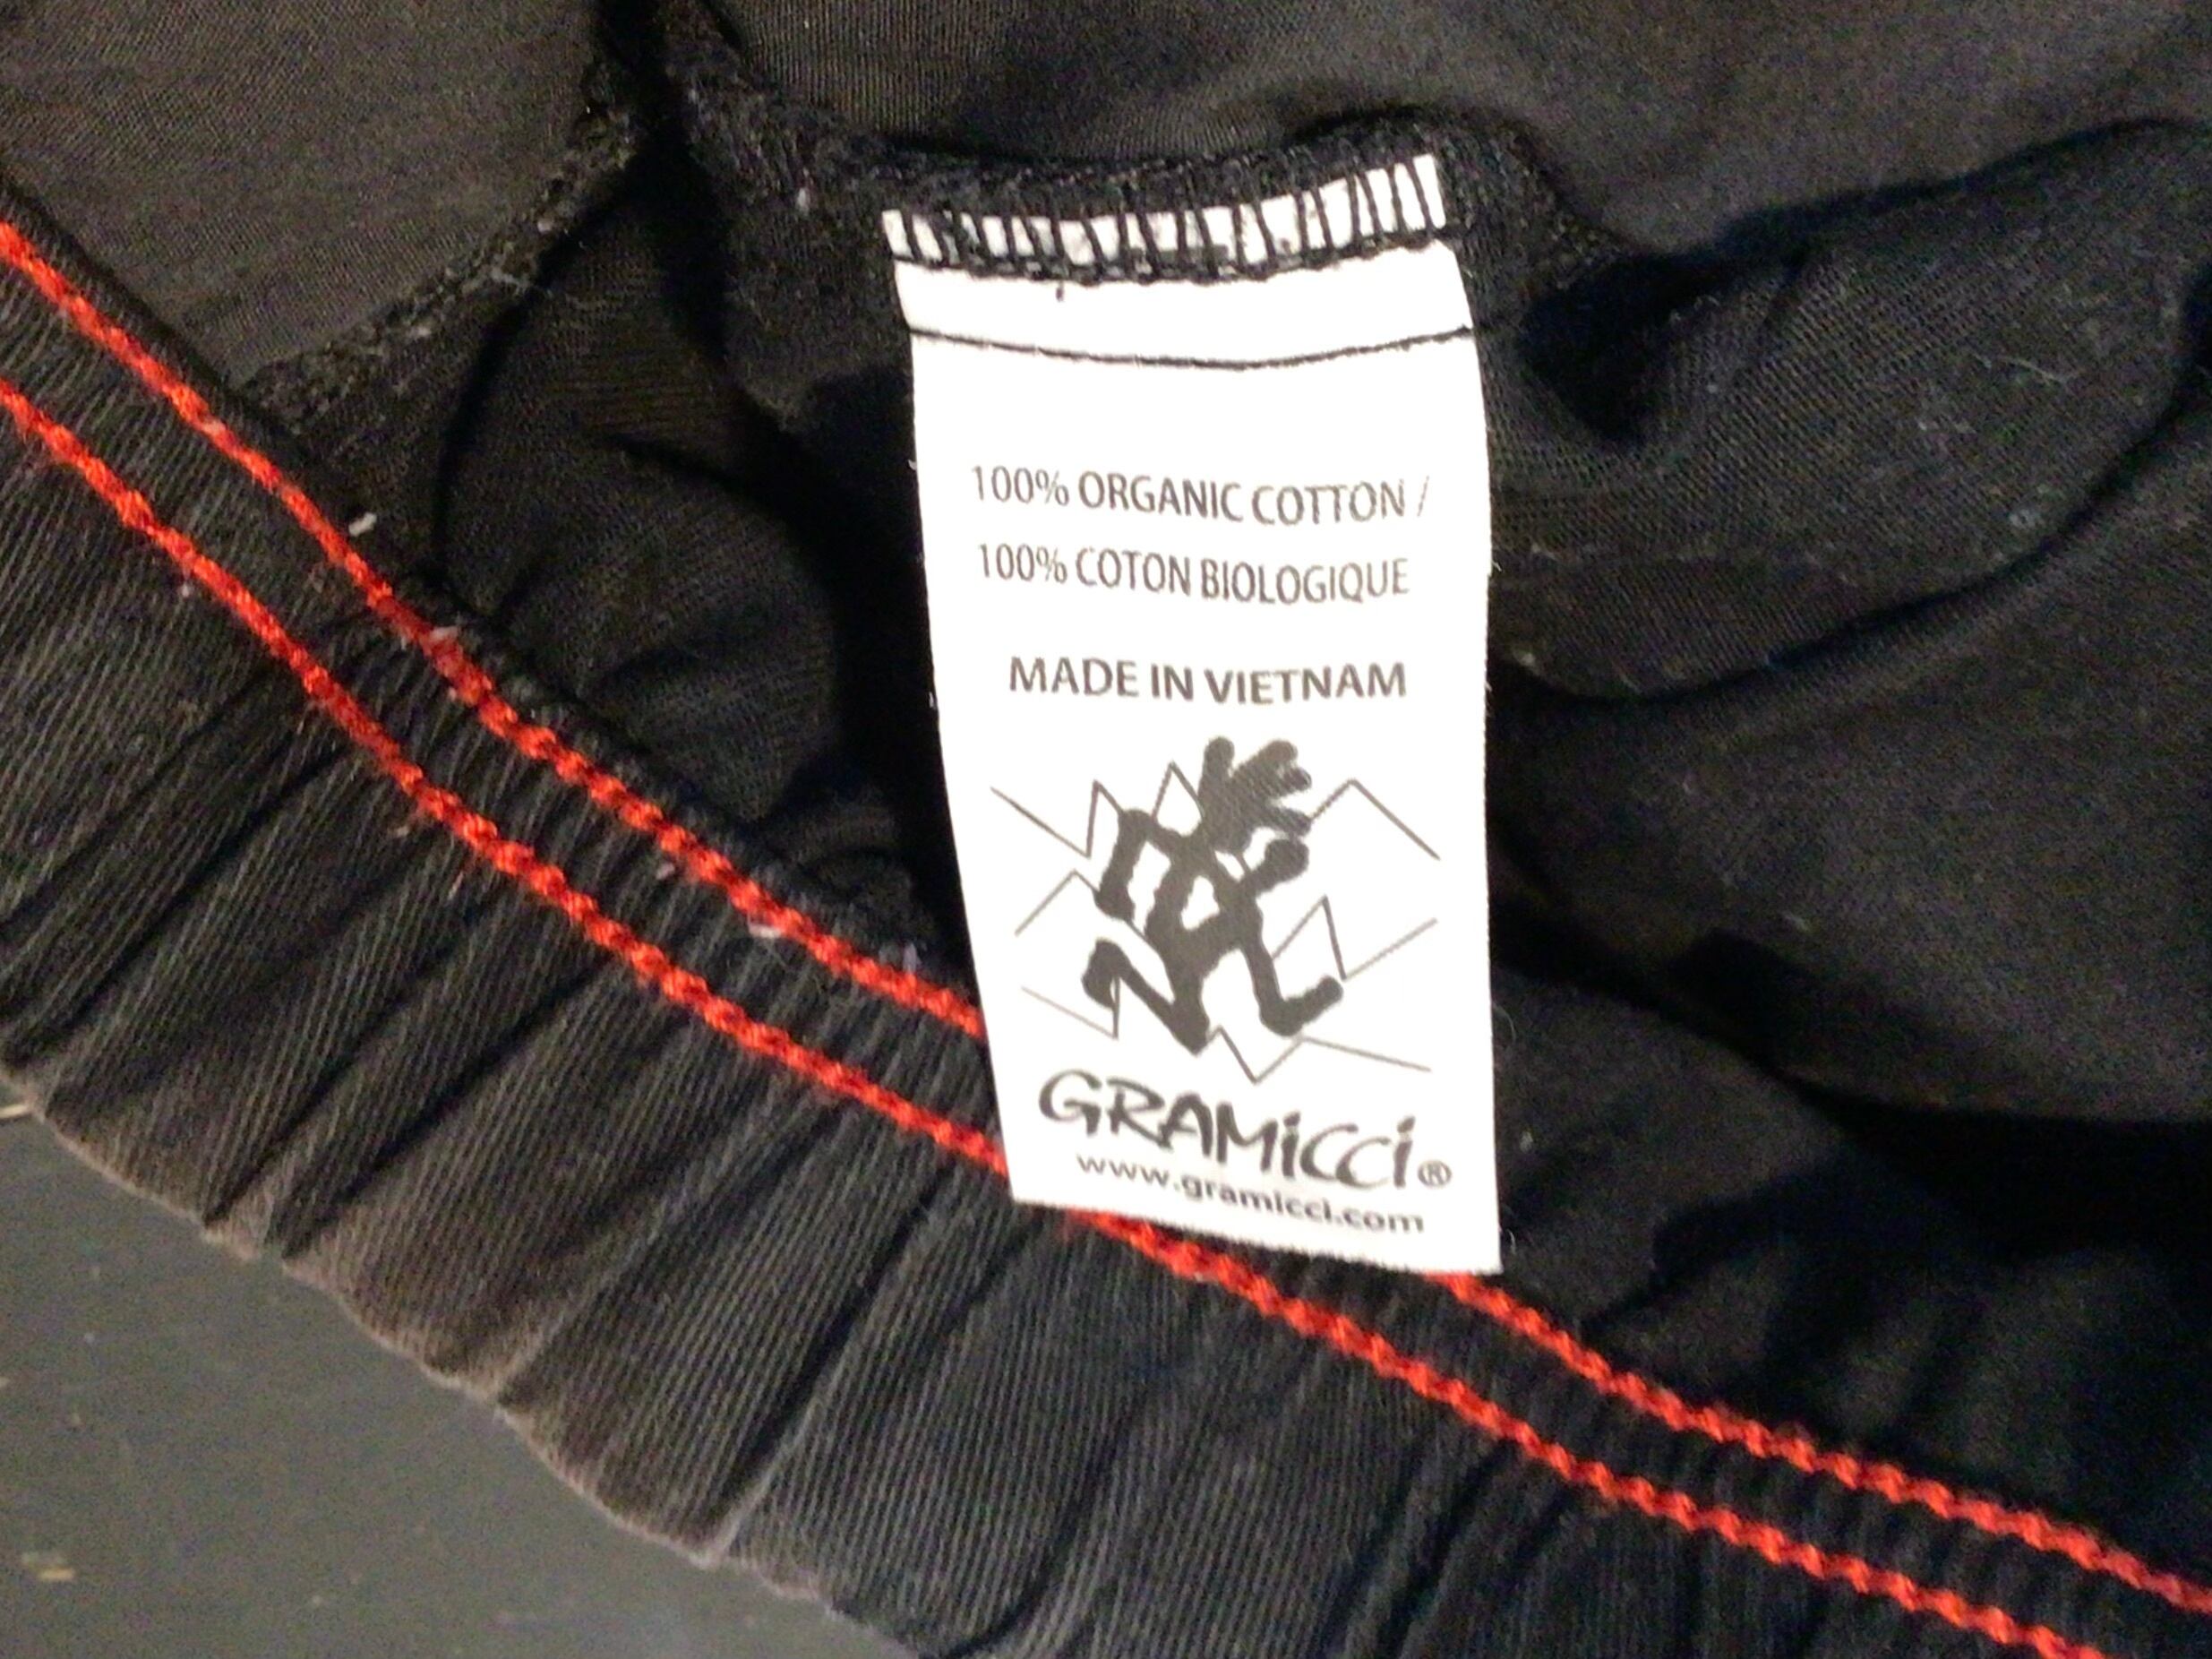 100% ORGANIC COTTON /
100% COTON BIOLOGIQUE
MADE IN VIETNAM
GRAMiCCi®
www.gramicci.com